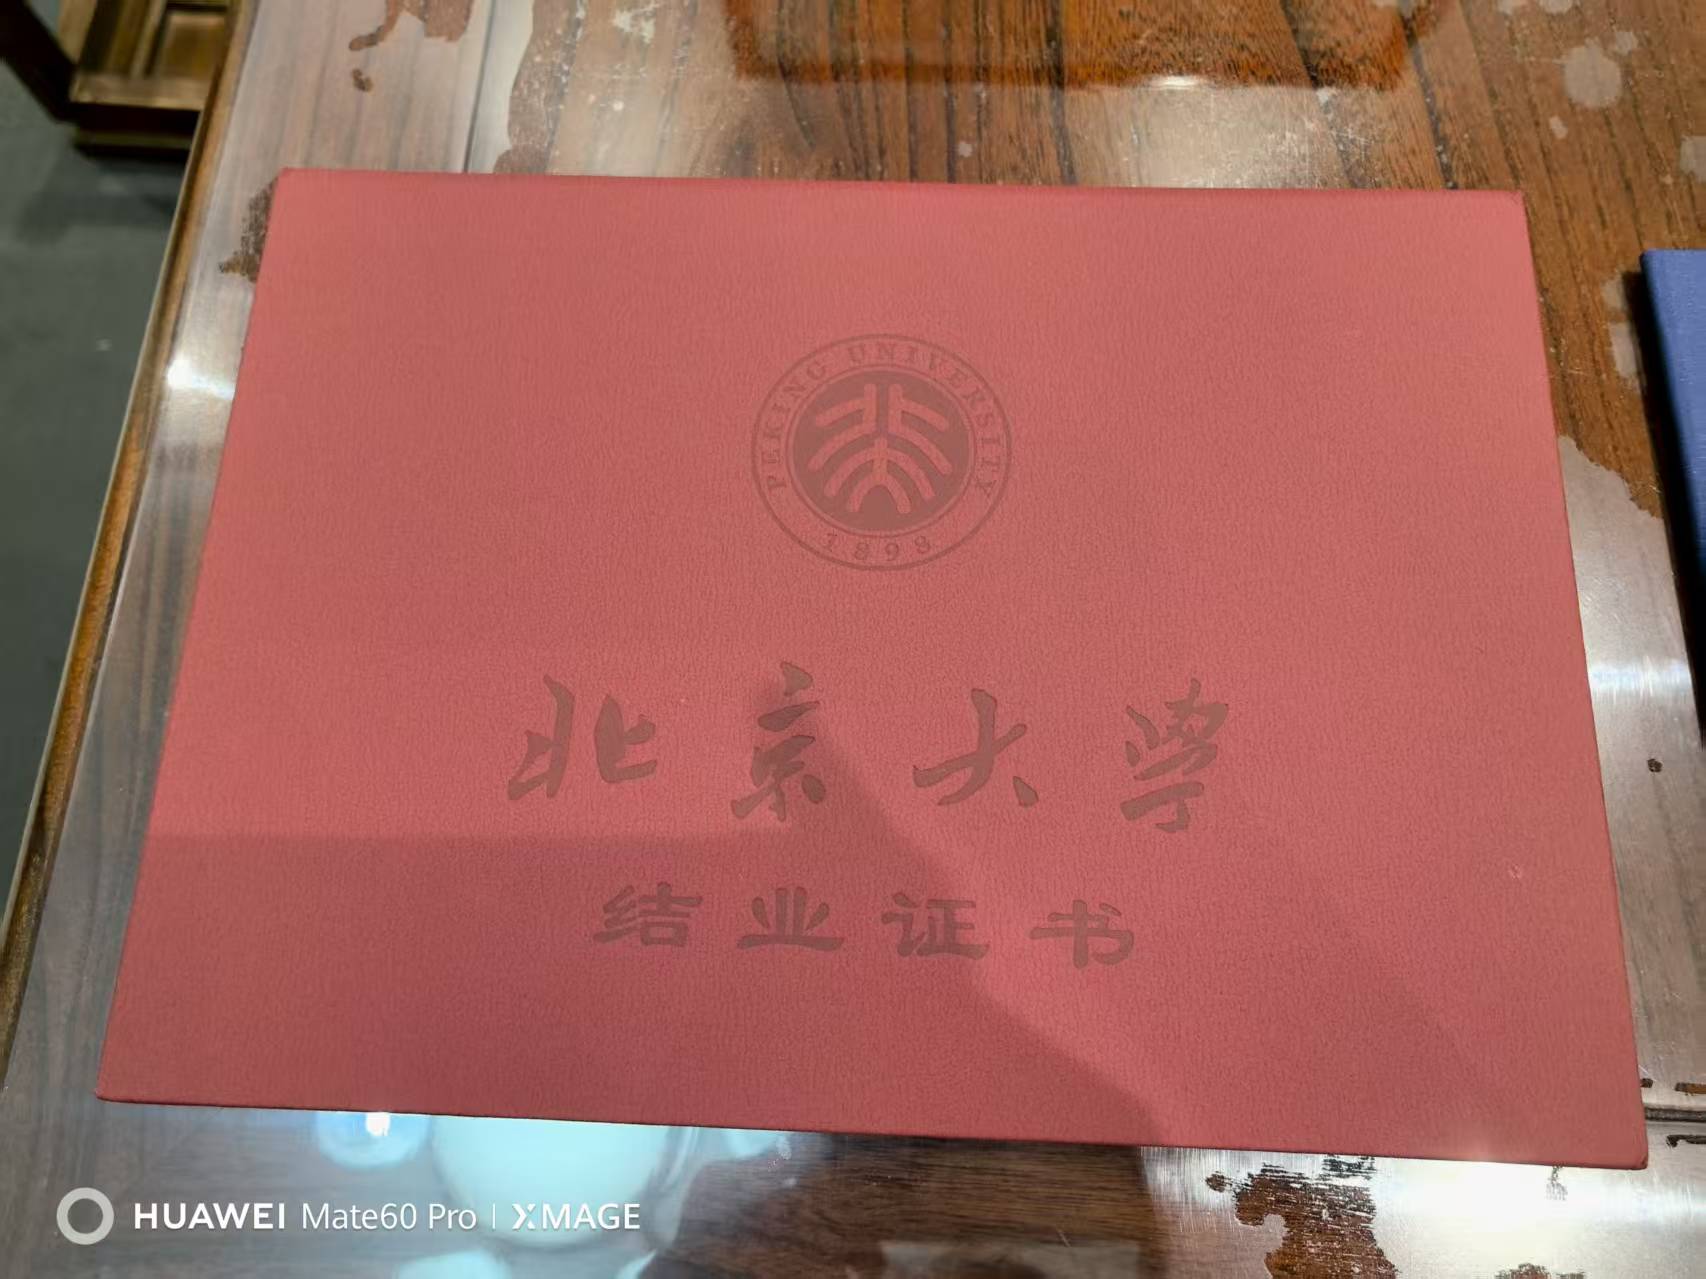 PEKING UNIVERSITY
1898
北京大学
结业证书
HUAWEI Mate60 Pro | XMAGE